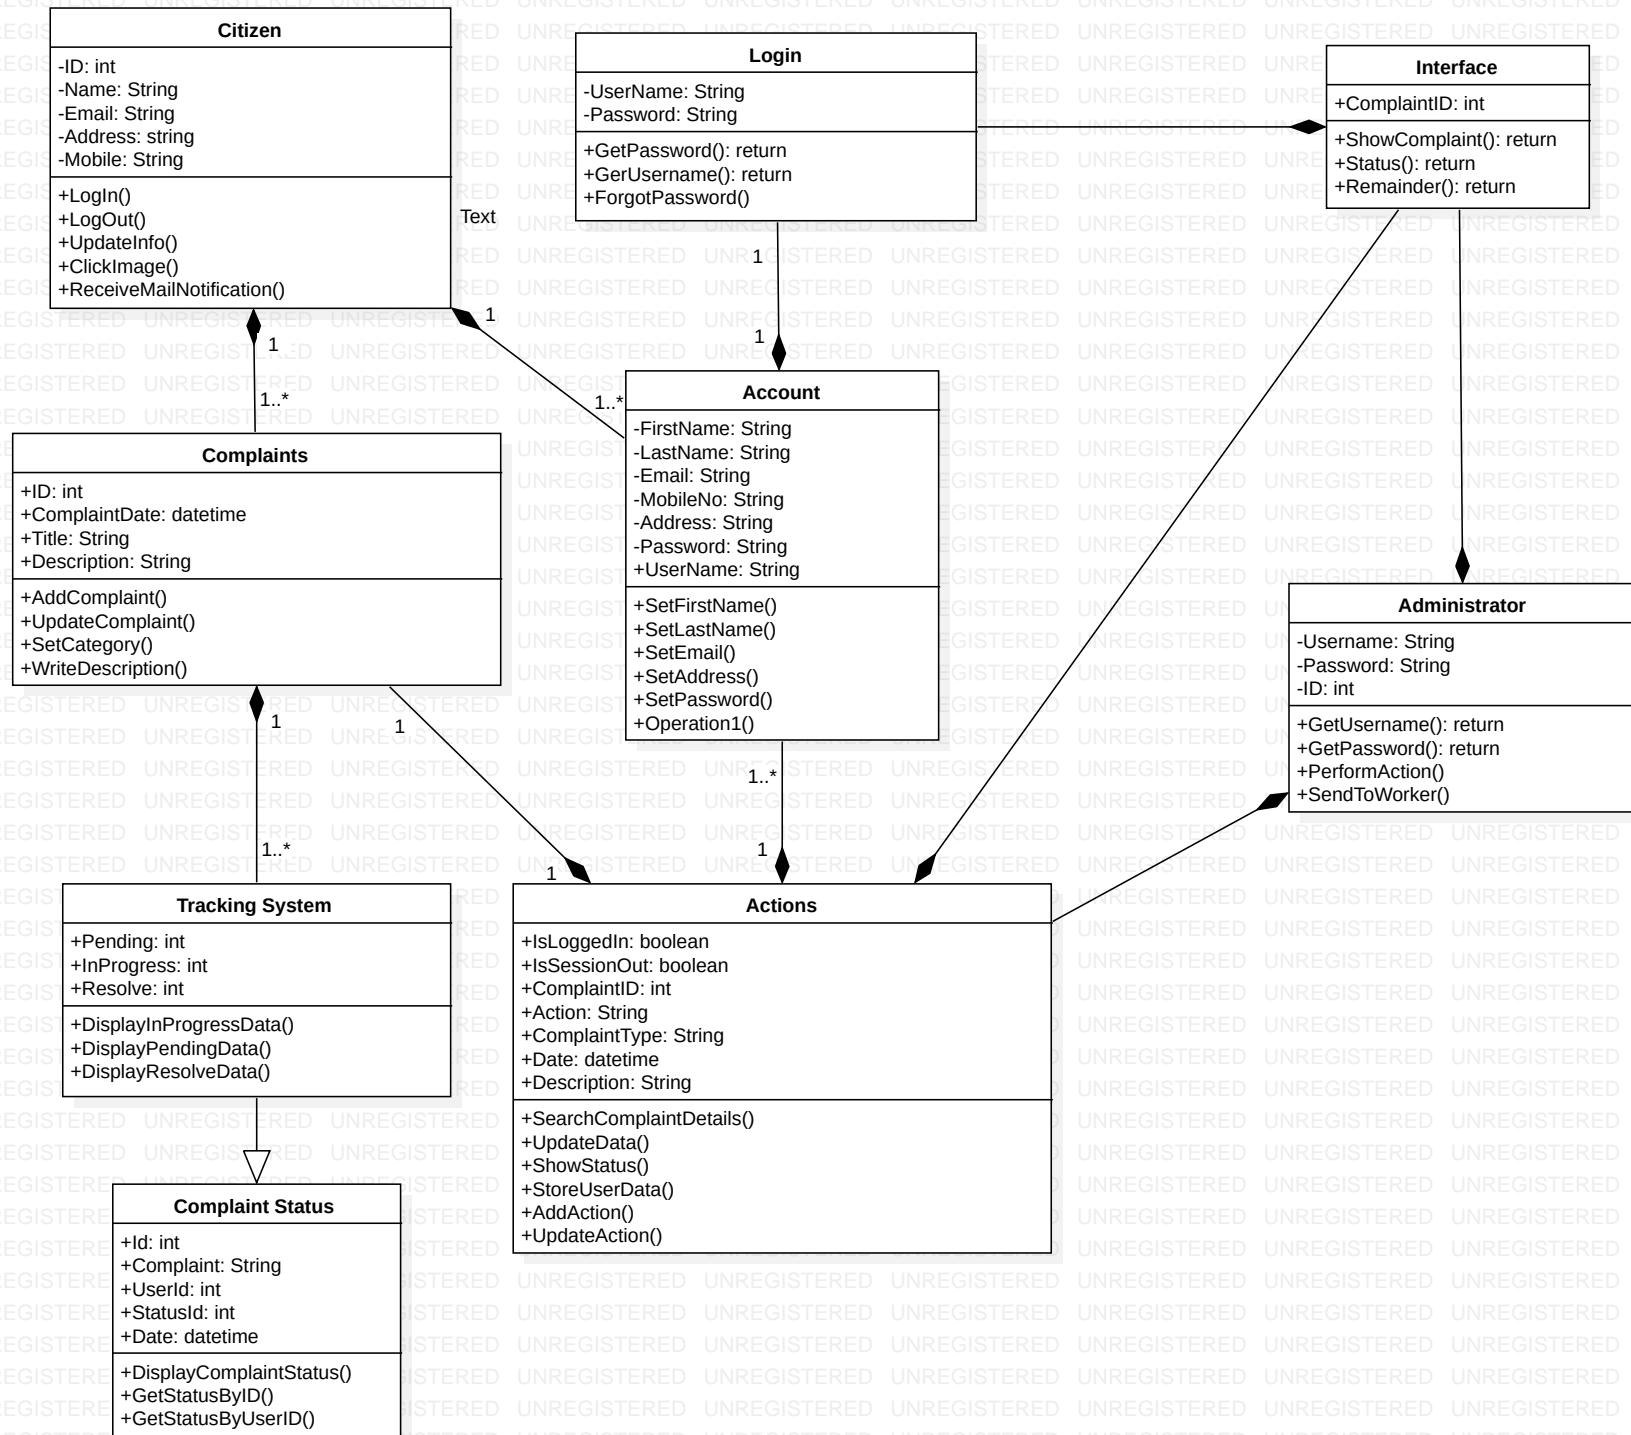 Citizen
-ID: int
-Name: String
-Email: String
-Address: string
-Mobile: String
+LogIn()
+LogOut()
+UpdateInfo()
+ClickImage()
+ReceiveMailNotification()
Text
Login
-UserName: String
-Password: String
+GetPassword(): return
+GerUsername(): return
+ForgotPassword()
Interface
+ComplaintID: int
+ShowComplaint(): return
+Status(): return
+Remainder(): return
1
1..*
1
1..*
1
1
Complaints
+ID: int
+ComplaintDate: datetime
+Title: String
+Description: String
+AddComplaint()
+UpdateComplaint()
+SetCategory()
+WriteDescription()
Account
-FirstName: String
-LastName: String
-Email: String
-MobileNo: String
-Address: String
-Password: String
+UserName: String
+SetFirstName()
+SetLastName()
+SetEmail()
+SetAddress()
+SetPassword()
+Operation1()
Administrator
-Username: String
-Password: String
-ID: int
+GetUsername(): return
+GetPassword(): return
+PerformAction()
+SendToWorker()
1
1..*
1
1
1..*
1
Tracking System
+Pending: int
+InProgress: int
+Resolve: int
+DisplayInProgressData()
+DisplayPendingData()
+DisplayResolveData()
Actions
+IsLoggedIn: boolean
+IsSessionOut: boolean
+ComplaintID: int
+Action: String
+ComplaintType: String
+Date: datetime
+Description: String
+SearchComplaintDetails()
+UpdateData()
+ShowStatus()
+StoreUserData()
+AddAction()
+UpdateAction()
Complaint Status
+Id: int
+Complaint: String
+UserId: int
+StatusId: int
+Date: datetime
+DisplayComplaintStatus()
+GetStatusByID()
+GetStatusByUserID()
UNREGISTERED